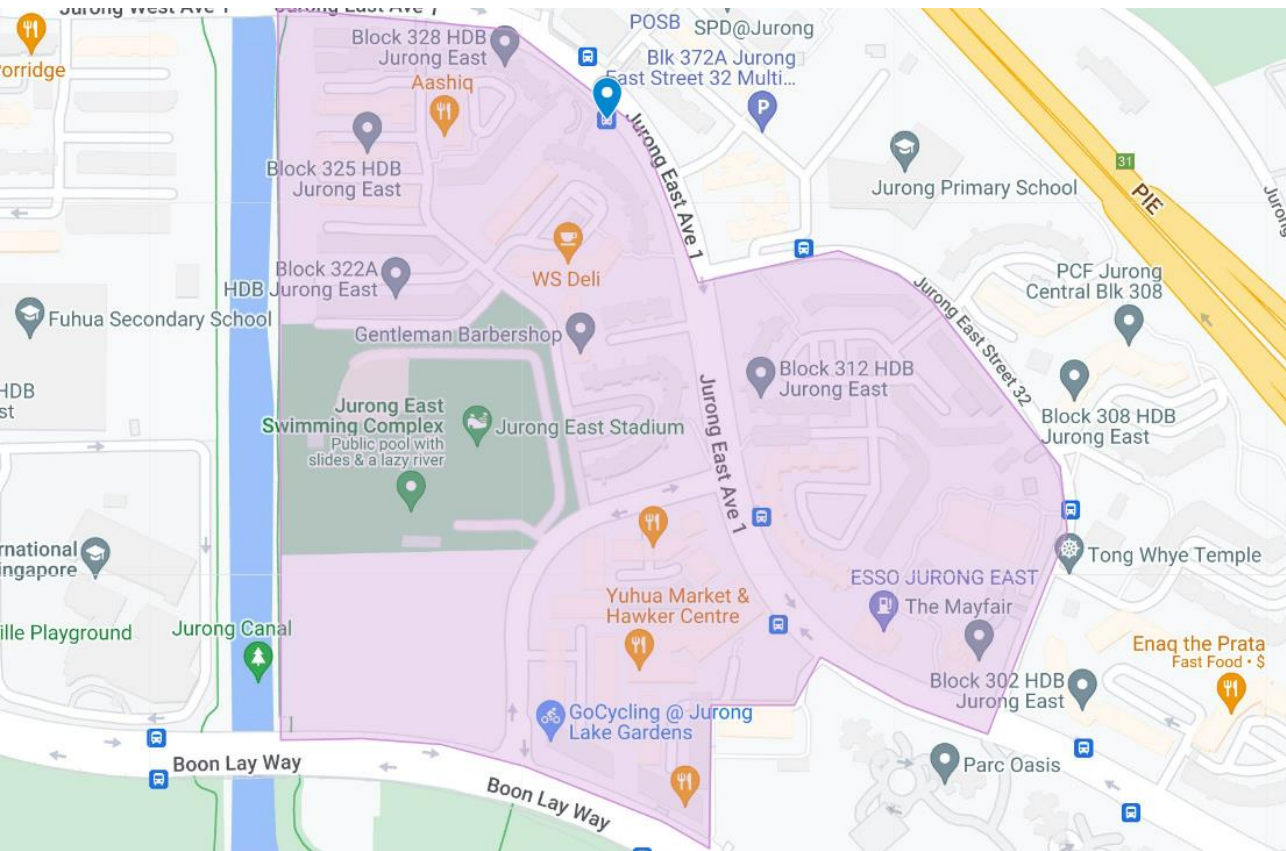 Jurong West Ave 1
Jurong East Ave 1
POSB
SPD@Jurong
Block 328 HDB
Jurong East
Blk 372A Jurong
East Street 32 Multi...
orridge
Aashiq
P
Jurong East Ave 1
31
PIE
Block 325 HDB
Jurong East
Jurong Primary School
WS Deli
Block 322A
HDB Jurong East
PCF Jurong
Central Blk 308
Jurong East Street 32
Fuhua Secondary School
Gentleman Barbershop
Block 312 HDB
Jurong East
HDB
st
Jurong East
Swimming Complex
Public pool with
slides & a lazy river
Jurong East Stadium
Jurong East Ave 1
Block 308 HDB
Jurong East
rnational
ingapore
Tong Whye Temple
ESSO JURONG EAST
Yuhua Market &
Hawker Centre
The Mayfair
ille Playground
Jurong Canal
Enaq the Prata
Fast Food · $
Block 302 HDB
Jurong East
GoCycling @ Jurong
Lake Gardens
Boon Lay Way
Parc Oasis
Boon Lay Way